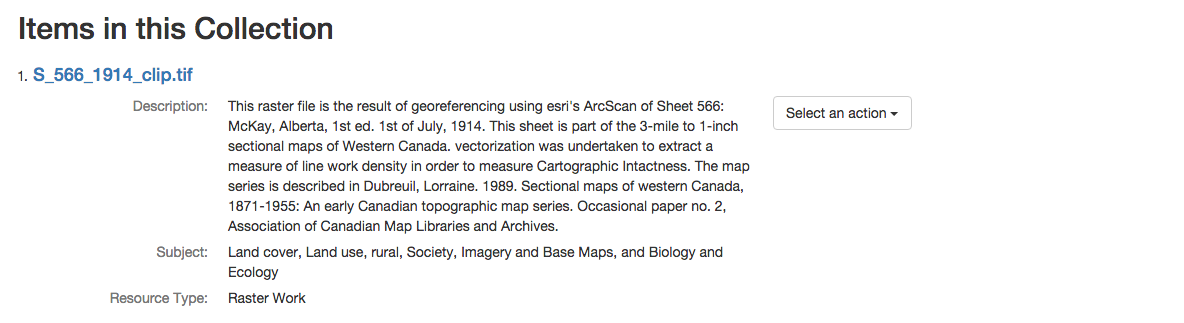 Items in this Collection
1. S_566_1914_clip.tif
Description: This raster file is the result of georeferencing using esri's ArcScan of Sheet 566:
McKay, Alberta, 1st ed. 1st of July, 1914. This sheet is part of the 3-mile to 1-inch
sectional maps of Western Canada. vectorization was undertaken to extract a
measure of line work density in order to measure Cartographic Intactness. The map
series is described in Dubreuil, Lorraine. 1989. Sectional maps of western Canada,
1871-1955: An early Canadian topographic map series. Occasional paper no. 2,
Association of Canadian Map Libraries and Archives.
Select an action
Subject: Land cover, Land use, rural, Society, Imagery and Base Maps, and Biology and
Ecology
Resource Type: Raster Work